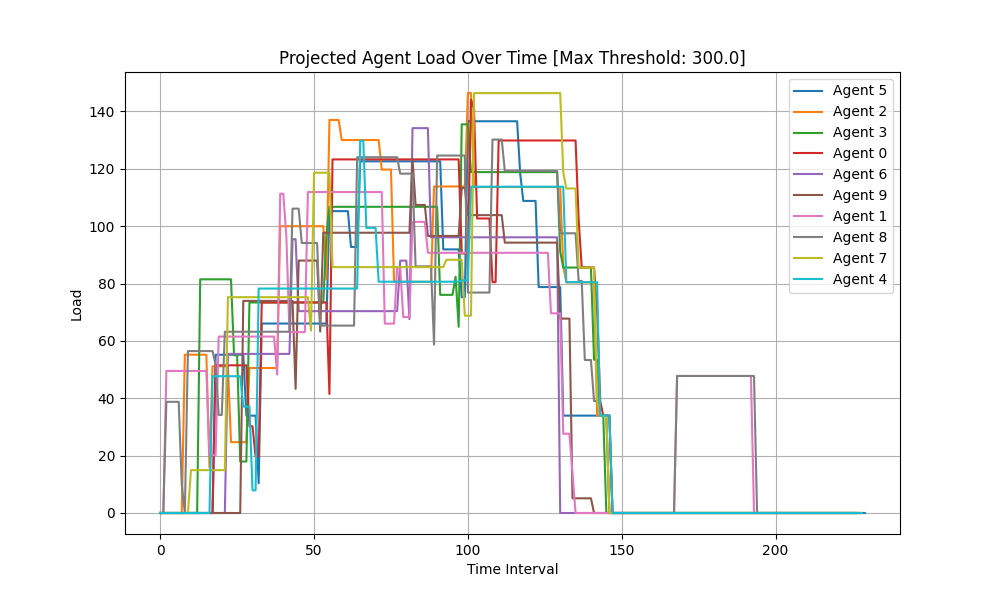 Projected Agent Load Over Time [Max Threshold: 300.0]
Load
140
120
100
80
60
40
20
0
0
50
100
150
200
Time Interval
Agent 5
Agent 2
Agent 3
Agent 0
Agent 6
Agent 9
Agent 1
Agent 8
Agent 7
Agent 4